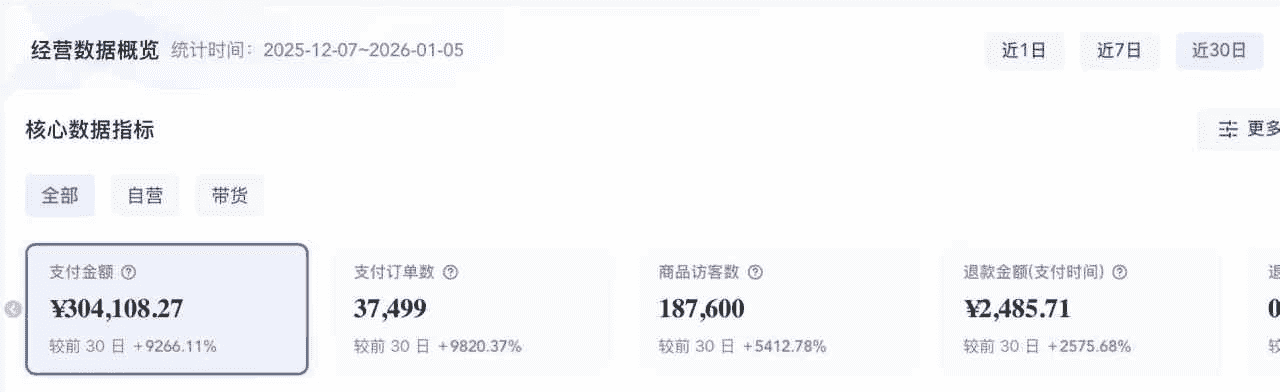 经营数据概览 统计时间：2025-12-07~2026-01-05 近1日 近7日 近30日
核心数据指标 更多
全部 自营 带货
支付金额 支付订单数 商品访客数 退款金额(支付时间) 退
¥304,108.27 37,499 187,600 ¥2,485.71 0
较前 30 日 +9266.11% 较前 30 日 +9820.37% 较前 30 日 +5412.78% 较前 30 日 +2575.68% 较